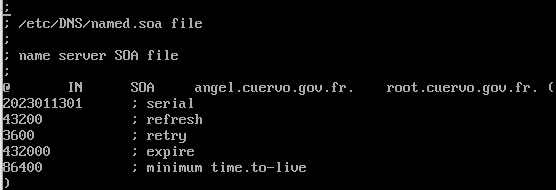 ;
; /etc/DNS/named.soa file
;
; name server SOA file
;
@ IN SOA angel.cuervo.gov.fr. root.cuervo.gov.fr. (
2023011301 ; serial
43200 ; refresh
3600 ; retry
432000 ; expire
86400 ; minimum time.to-live
)